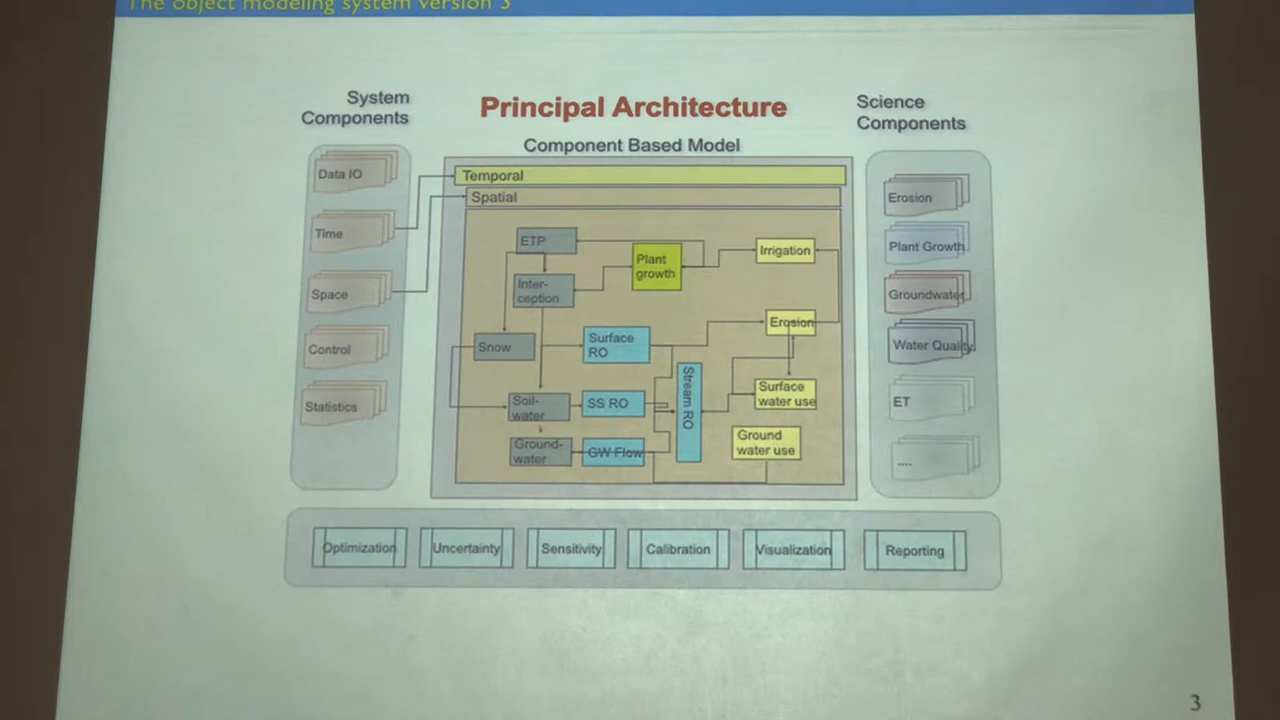 The object modeling system version 3
System
Components
Principal Architecture
Component Based Model
Science
Components
Data IO
Time
Space
Control
Statistics
Temporal
Spatial
ETP
Inter-
ception
Snow
Soil-
water
Ground-
water
Plant
growth
Surface
RO
SS RO
GW Flow
Stream RO
Irrigation
Erosion
Surface
water use
Ground
water use
Erosion
Plant Growth
Groundwater
Water Quality
ET
....
Optimization
Uncertainty
Sensitivity
Calibration
Visualization
Reporting
3